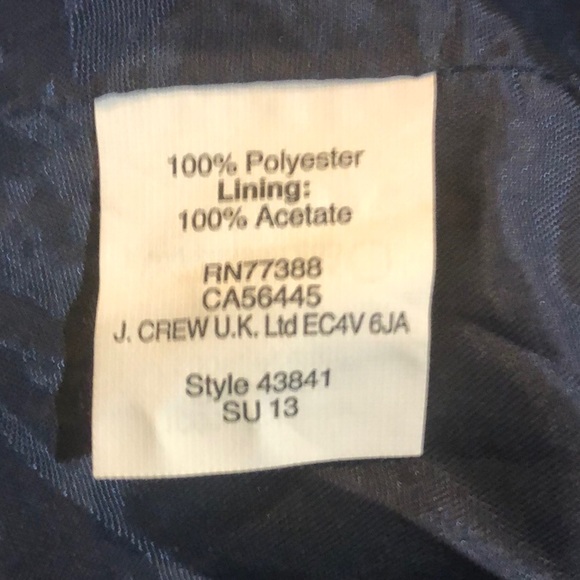 100% Polyester
Lining:
100% Acetate
RN77388
CA56445
J. CREW U.K. Ltd EC4V 6JA
Style 43841
SU 13